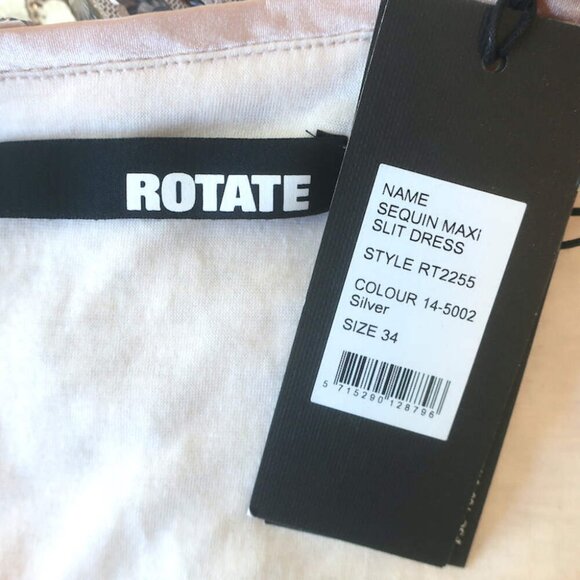 ROTATE
NAME
SEQUIN MAXI
SLIT DRESS
STYLE RT2255
COLOUR 14-5002
Silver
SIZE 34
5 715290 128796